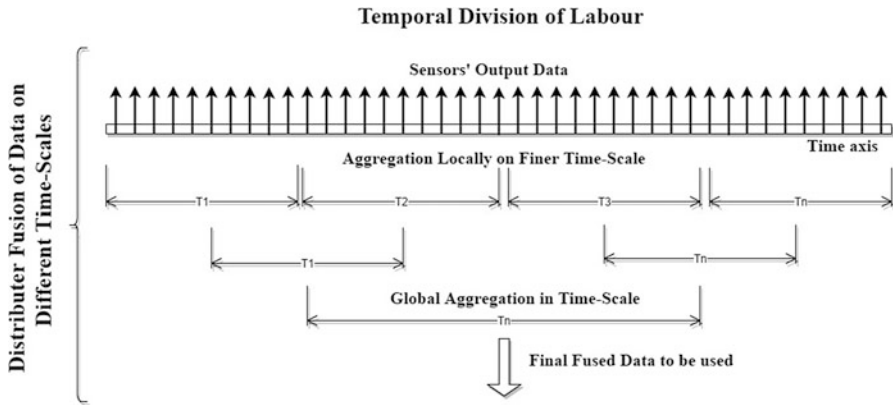 Temporal Division of Labour
Distributer Fusion of Data on
Different Time-Scales
Sensors' Output Data
Time axis
Aggregation Locally on Finer Time-Scale
T1
T2
T3
Tn
T1
Tn
Global Aggregation in Time-Scale
Tn
Final Fused Data to be used